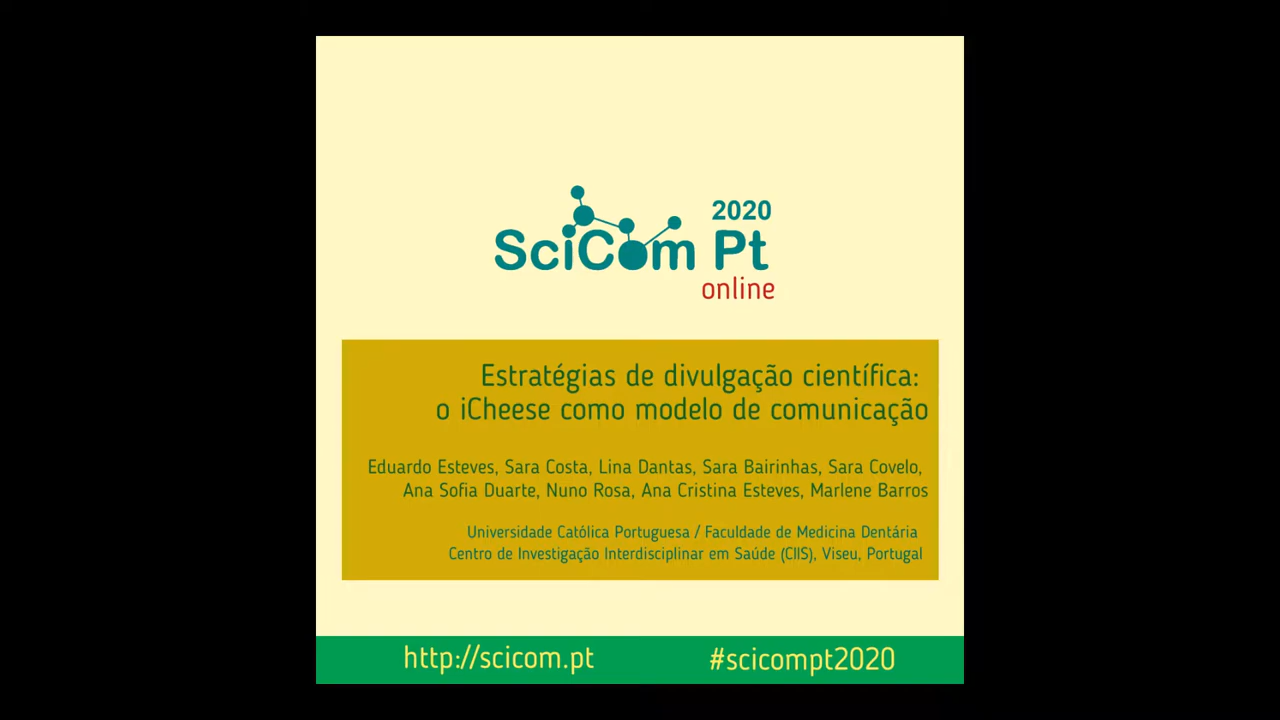 2020
SciCom Pt
online
Estratégias de divulgação científica:
o iCheese como modelo de comunicação
Eduardo Esteves, Sara Costa, Lina Dantas, Sara Bairinhas, Sara Covelo,
Ana Sofia Duarte, Nuno Rosa, Ana Cristina Esteves, Marlene Barros
Universidade Católica Portuguesa / Faculdade de Medicina Dentária
Centro de Investigação Interdisciplinar em Saúde (CIIS), Viseu, Portugal
http://scicom.pt #scicompt2020